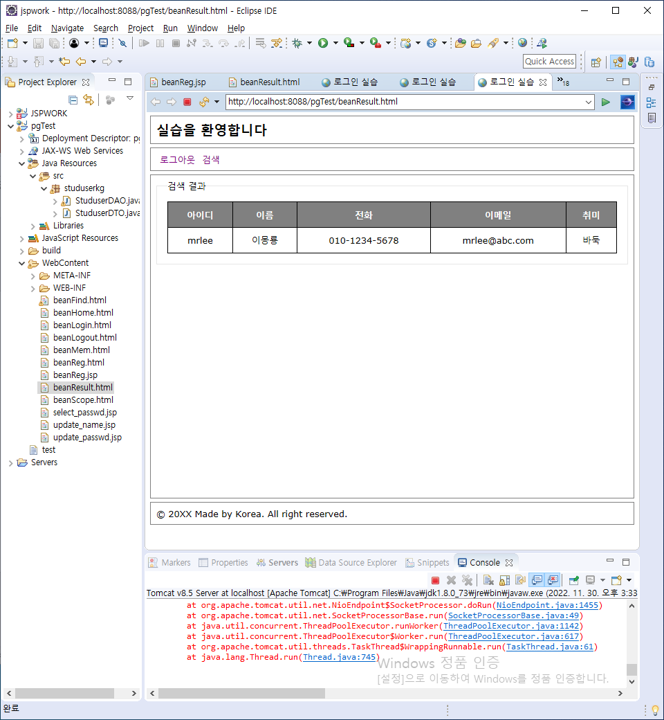 jspwork - http://localhost:8088/pgTest/beanResult.html - Eclipse IDE
File Edit Navigate Search Project Run Window Help
Quick Access
Project Explorer
beanReg.jsp beanResult.html 로그인 실습 로그인 실습 로그인 실습 »18
http://localhost:8088/pgTest/beanResult.html
JSPWORK
pgTest
Deployment Descriptor: pg
JAX-WS Web Services
Java Resources
src
studuserkg
StuduserDAO.java
StuduserDTO.java
Libraries
JavaScript Resources
build
WebContent
META-INF
WEB-INF
beanFind.html
beanHome.html
beanLogin.html
beanLogout.html
beanMem.html
beanReg.html
beanReg.jsp
beanResult.html
beanScope.html
select_passwd.jsp
update_name.jsp
update_passwd.jsp
test
Servers
실습을 환영합니다
로그아웃 검색
검색 결과
아이디 이름 전화 이메일 취미
mrlee 이몽룡 010-1234-5678 mrlee@abc.com 바둑
© 20XX Made by Korea. All right reserved.
Markers Properties Servers Data Source Explorer Snippets Console
Tomcat v8.5 Server at localhost [Apache Tomcat] C:₩Program Files₩Java₩jdk1.8.0_73₩jre₩bin₩javaw.exe (2022. 11. 30. 오후 3:33
at org.apache.tomcat.util.net.NioEndpoint$SocketProcessor.doRun(NioEndpoint.java:1455)
at org.apache.tomcat.util.net.SocketProcessorBase.run(SocketProcessorBase.java:49)
at java.util.concurrent.ThreadPoolExecutor.runWorker(ThreadPoolExecutor.java:1142)
at java.util.concurrent.ThreadPoolExecutor$Worker.run(ThreadPoolExecutor.java:617)
at org.apache.tomcat.util.threads.TaskThread$WrappingRunnable.run(TaskThread.java:61)
at java.lang.Thread.run(Thread.java:745)
Windows 정품 인증
[설정]으로 이동하여 Windows를 정품 인증합니다.
완료